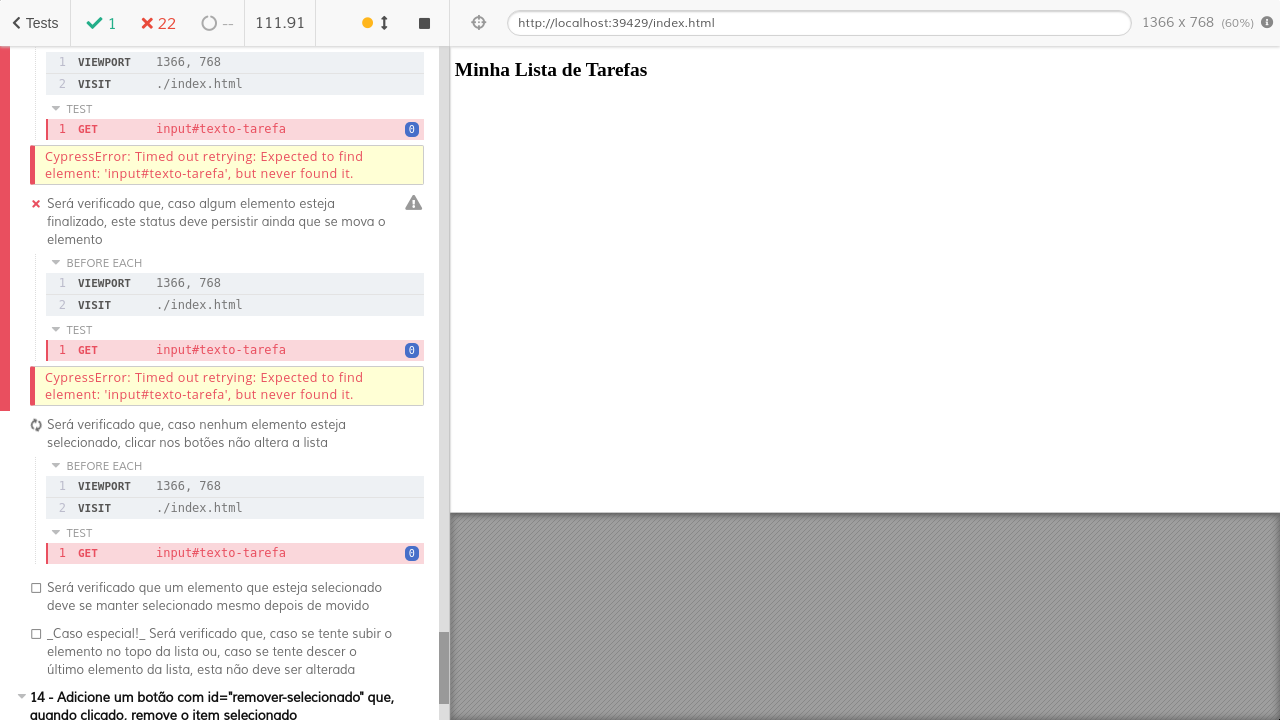 Tests 1 22 -- 111.91 http://localhost:39429/index.html 1366 x 768 (60%)
1 VIEWPORT 1366, 768
2 VISIT ./index.html
TEST
1 GET input#texto-tarefa 0
CypressError: Timed out retrying: Expected to find
element: 'input#texto-tarefa', but never found it.
Será verificado que, caso algum elemento esteja
finalizado, este status deve persistir ainda que se mova o
elemento
BEFORE EACH
1 VIEWPORT 1366, 768
2 VISIT ./index.html
TEST
1 GET input#texto-tarefa 0
CypressError: Timed out retrying: Expected to find
element: 'input#texto-tarefa', but never found it.
Será verificado que, caso nenhum elemento esteja
selecionado, clicar nos botões não altera a lista
BEFORE EACH
1 VIEWPORT 1366, 768
2 VISIT ./index.html
TEST
1 GET input#texto-tarefa 0
Será verificado que um elemento que esteja selecionado
deve se manter selecionado mesmo depois de movido
_Caso especial!_ Será verificado que, caso se tente subir o
elemento no topo da lista ou, caso se tente descer o
último elemento da lista, esta não deve ser alterada
14 - Adicione um botão com id="remover-selecionado" que,
quando clicado, remove o item selecionado
Minha Lista de Tarefas